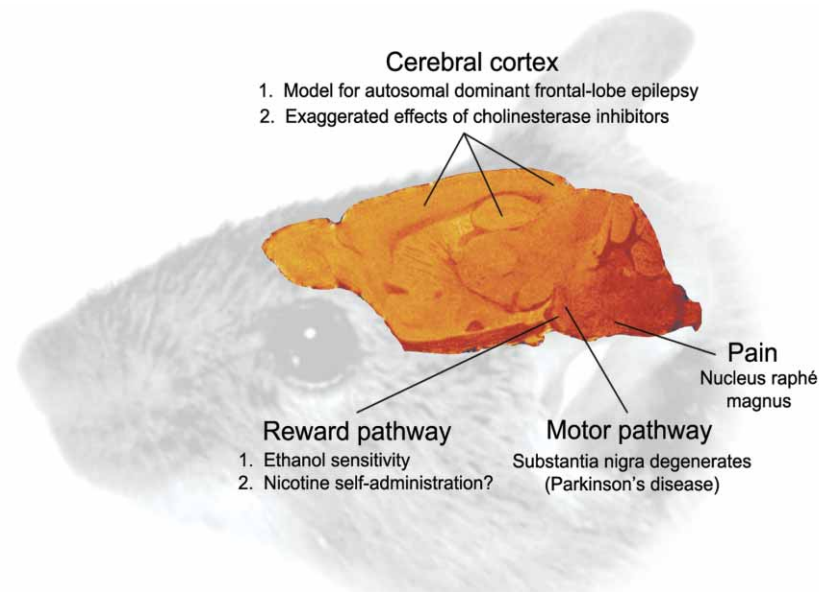 Cerebral cortex
1. Model for autosomal dominant frontal-lobe epilepsy
2. Exaggerated effects of cholinesterase inhibitors
Pain
Nucleus raphé
magnus
Reward pathway
1. Ethanol sensitivity
2. Nicotine self-administration?
Motor pathway
Substantia nigra degenerates
(Parkinson's disease)